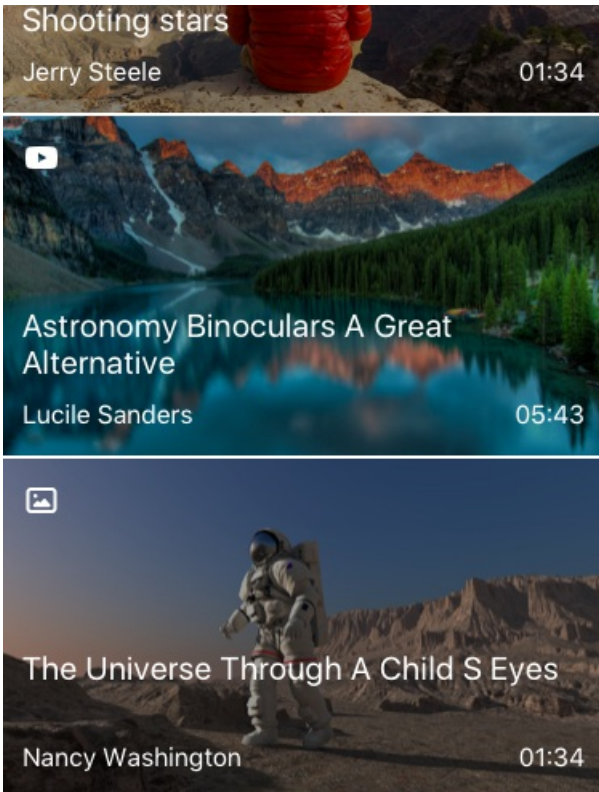 Shooting stars
Jerry Steele 01:34
Astronomy Binoculars A Great
Alternative
Lucile Sanders 05:43
The Universe Through A Child S Eyes
Nancy Washington 01:34